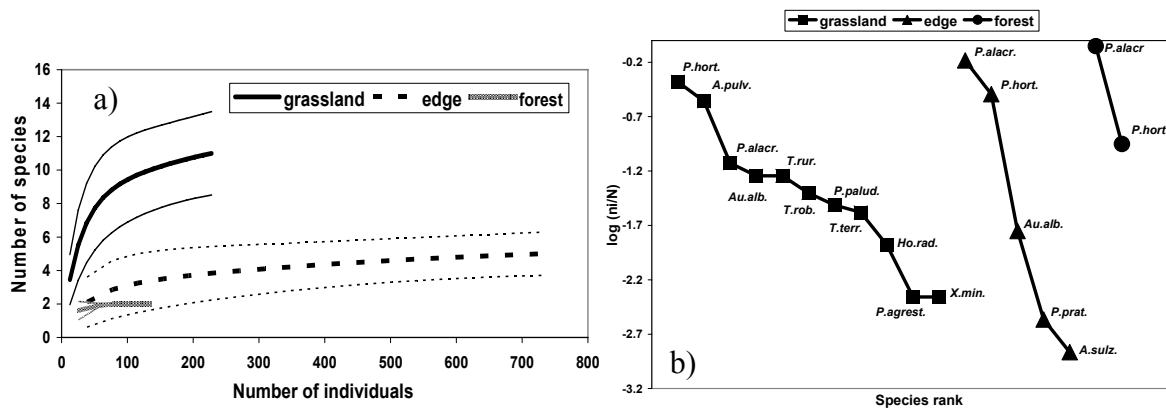 a)
grassland edge forest
Number of species
16
14
12
10
8
6
4
2
0
0 100 200 300 400 500 600 700 800
Number of individuals
grassland edge forest
b)
log (ni/N)
-0.2
-0.7
-1.2
-1.7
-2.2
-2.7
-3.2
P.hort.
A.pulv.
P.alacr.
Au.alb.
T.rur.
T.rob.
P.palud.
T.terr.
Ho.rad.
P.agrest.
X.min.
P.alacr.
P.hort.
Au.alb.
P.prat.
A.sulz.
P.alacr
P.hort
Species rank